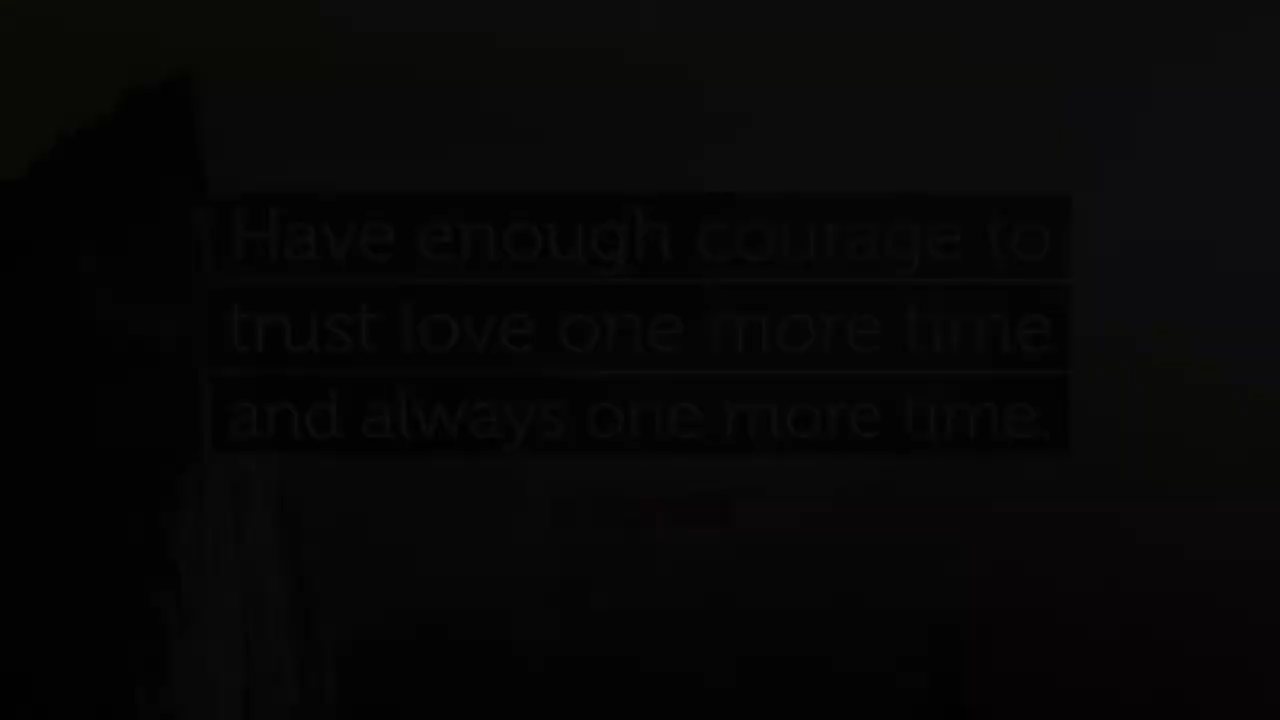 Have enough courage to
trust love one more time
and always one more time.